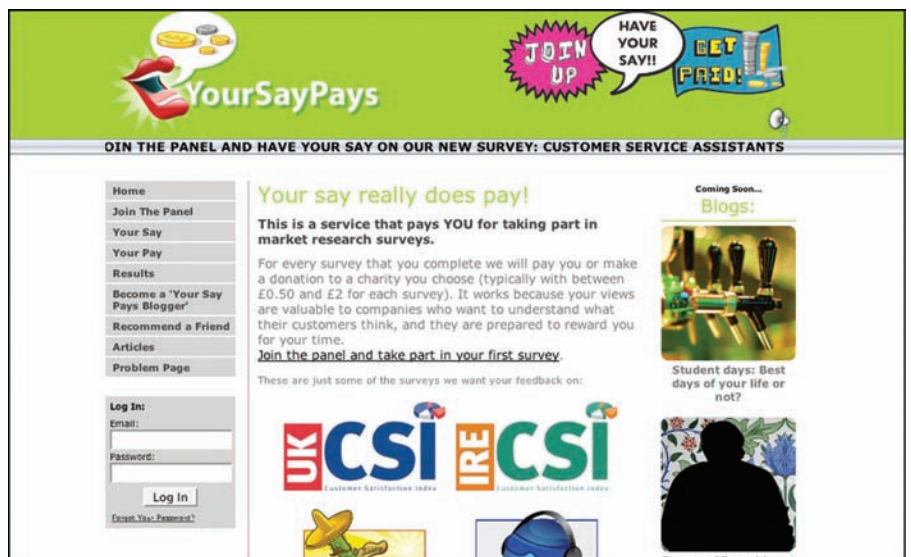 JOIN
UP
HAVE
YOUR
SAY!!
GET
PAID!
YourSayPays
OIN THE PANEL AND HAVE YOUR SAY ON OUR NEW SURVEY: CUSTOMER SERVICE ASSISTANTS
Home
Join The Panel
Your Say
Your Pay
Results
Become a 'Your Say
Pays Blogger'
Recommend a Friend
Articles
Problem Page
Log In:
Email:
Password:
Log In
Forgot Your Password?
Your say really does pay!
This is a service that pays YOU for taking part in
market research surveys.
For every survey that you complete we will pay you or make
a donation to a charity you choose (typically with between
£0.50 and £2 for each survey). It works because your views
are valuable to companies who want to understand what
their customers think, and they are prepared to reward you
for your time.
Join the panel and take part in your first survey.
These are just some of the surveys we want your feedback on:
UK CSI
Customer Satisfaction Index
IRE CSI
Customer Satisfaction Index
Coming Soon...
Blogs:
Student days: Best
days of your life or
not?